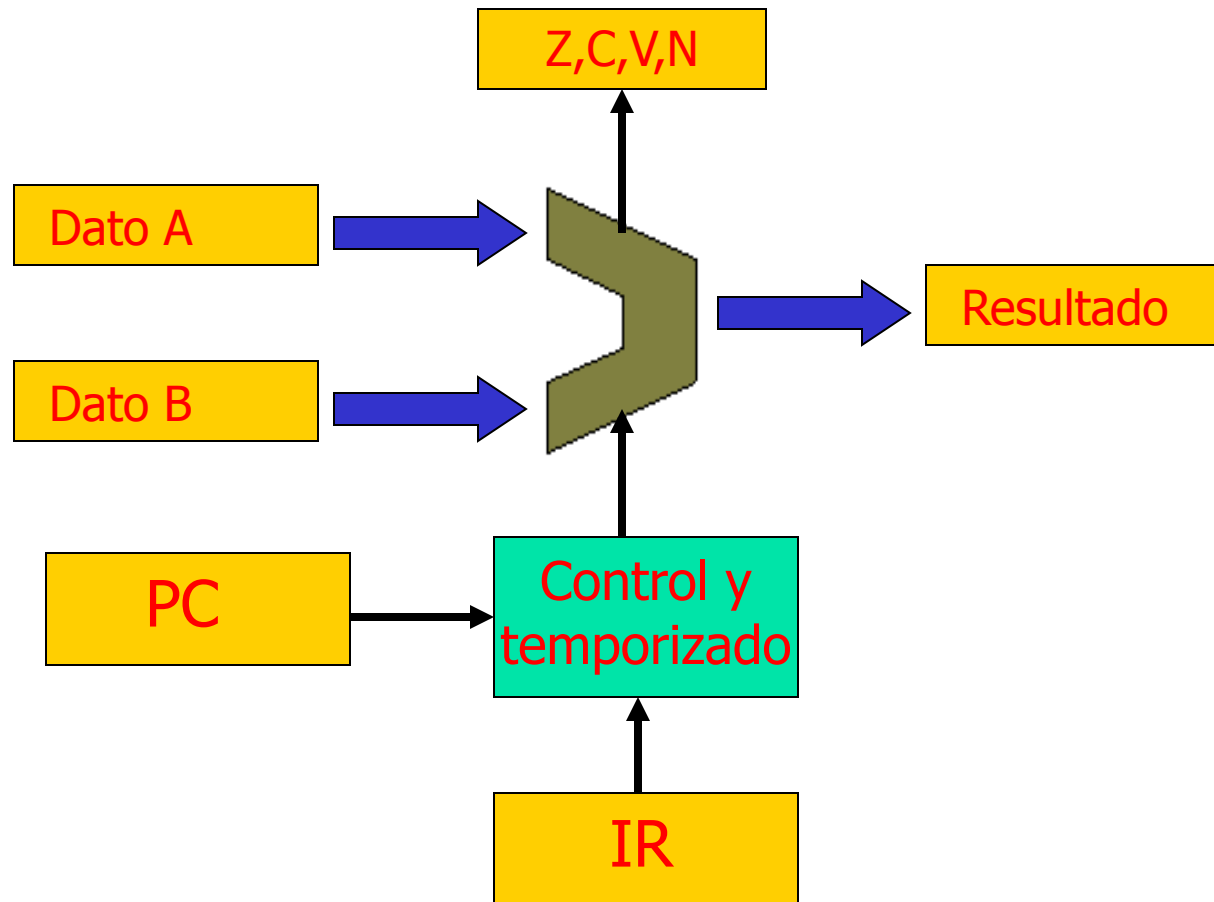 Z,C,V,N
Dato A
Dato B
Resultado
PC
Control y
temporizado
IR